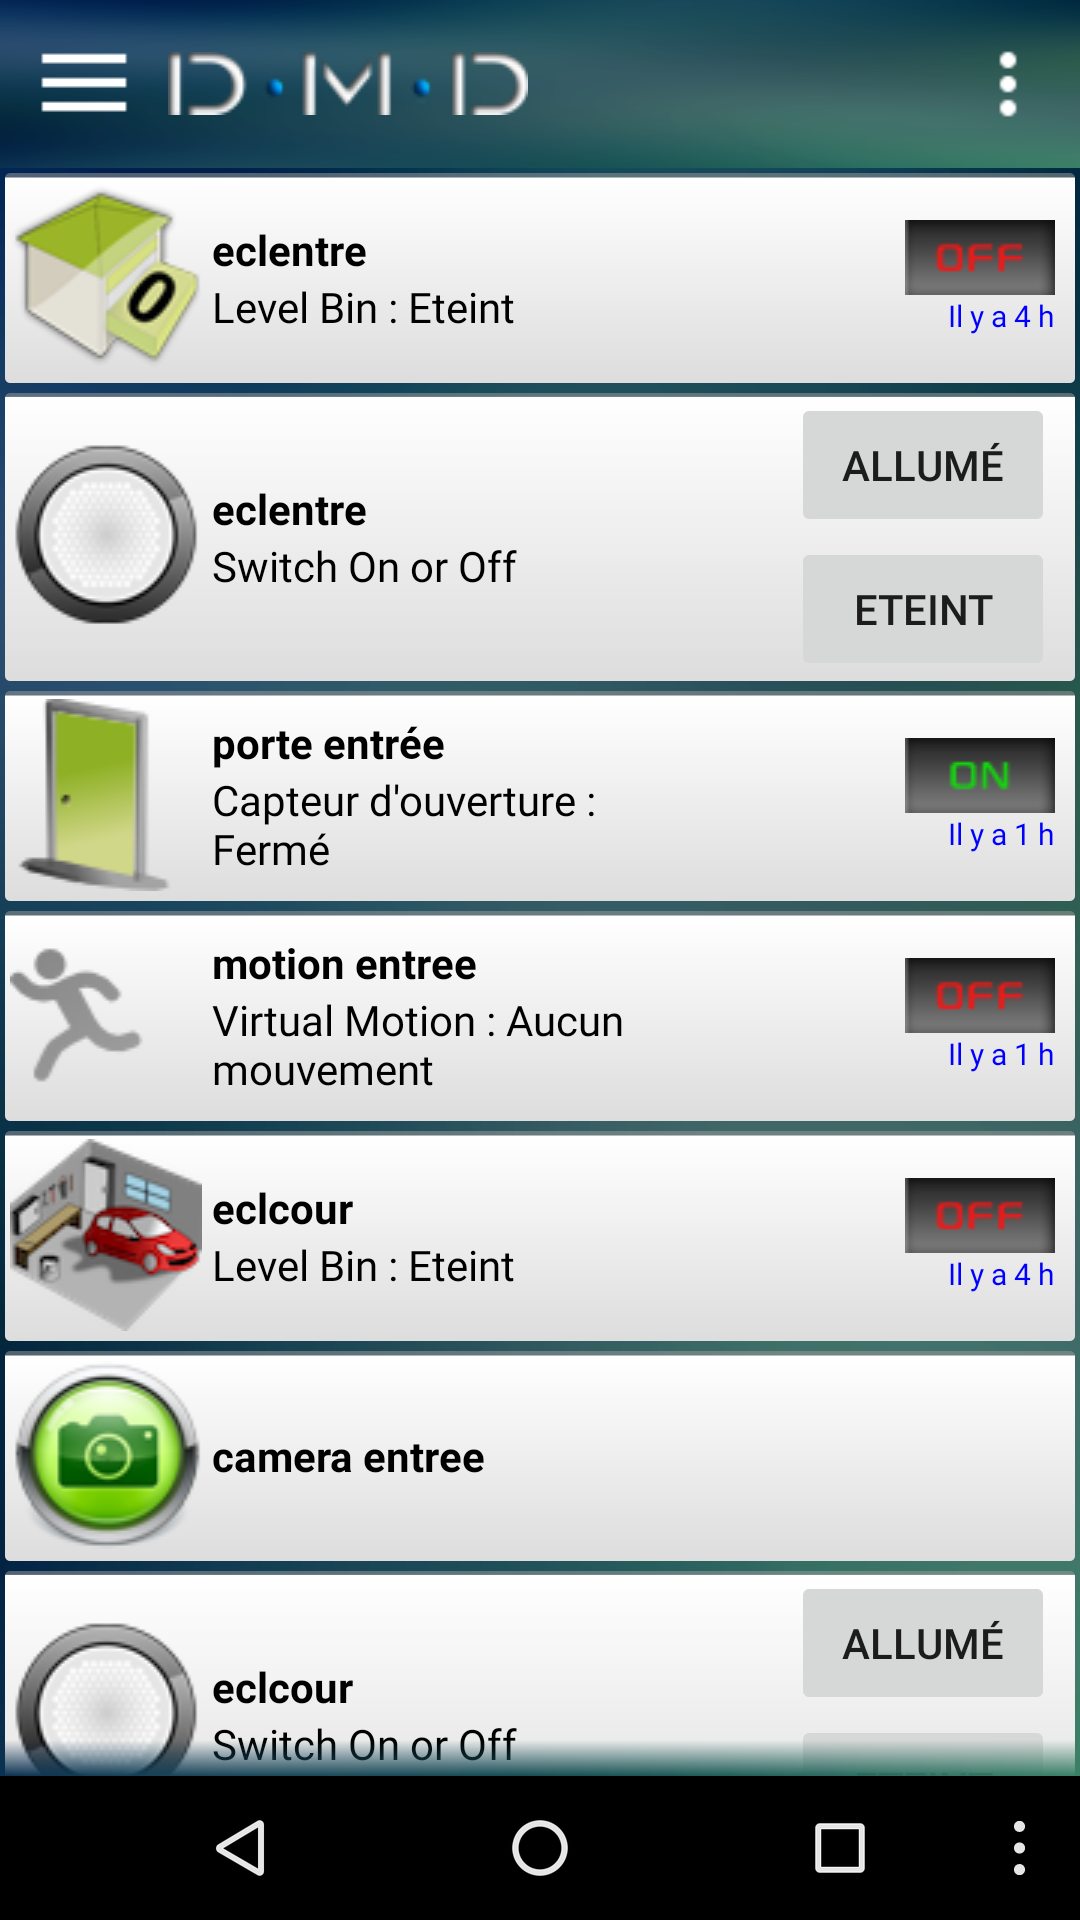 D·M·D
eclentre
Level Bin : Eteint
0
OFF
Il y a 4 h
eclentre
Switch On or Off
ALLUMÉ
ETEINT
porte entrée
Capteur d'ouverture :
Fermé
ON
Il y a 1 h
motion entree
Virtual Motion : Aucun
mouvement
OFF
Il y a 1 h
eclcour
Level Bin : Eteint
OFF
Il y a 4 h
camera entree
eclcour
Switch On or Off
ALLUMÉ